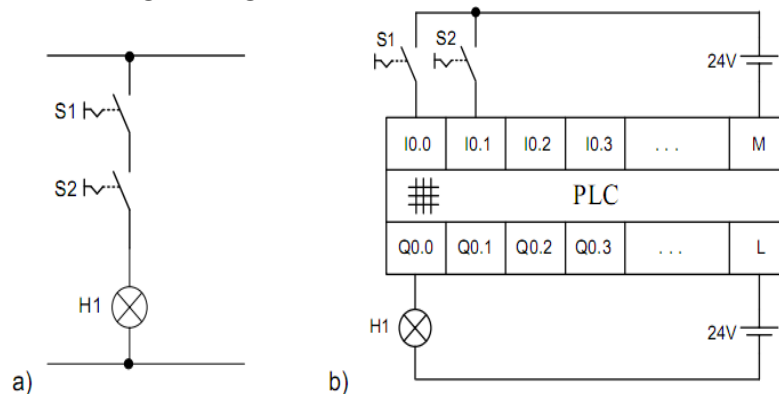 S1
S2
H1
a)
S1 S2
24V
I0.0 I0.1 I0.2 I0.3 . . . M
PLC
Q0.0 Q0.1 Q0.2 Q0.3 . . . L
H1
24V
b)